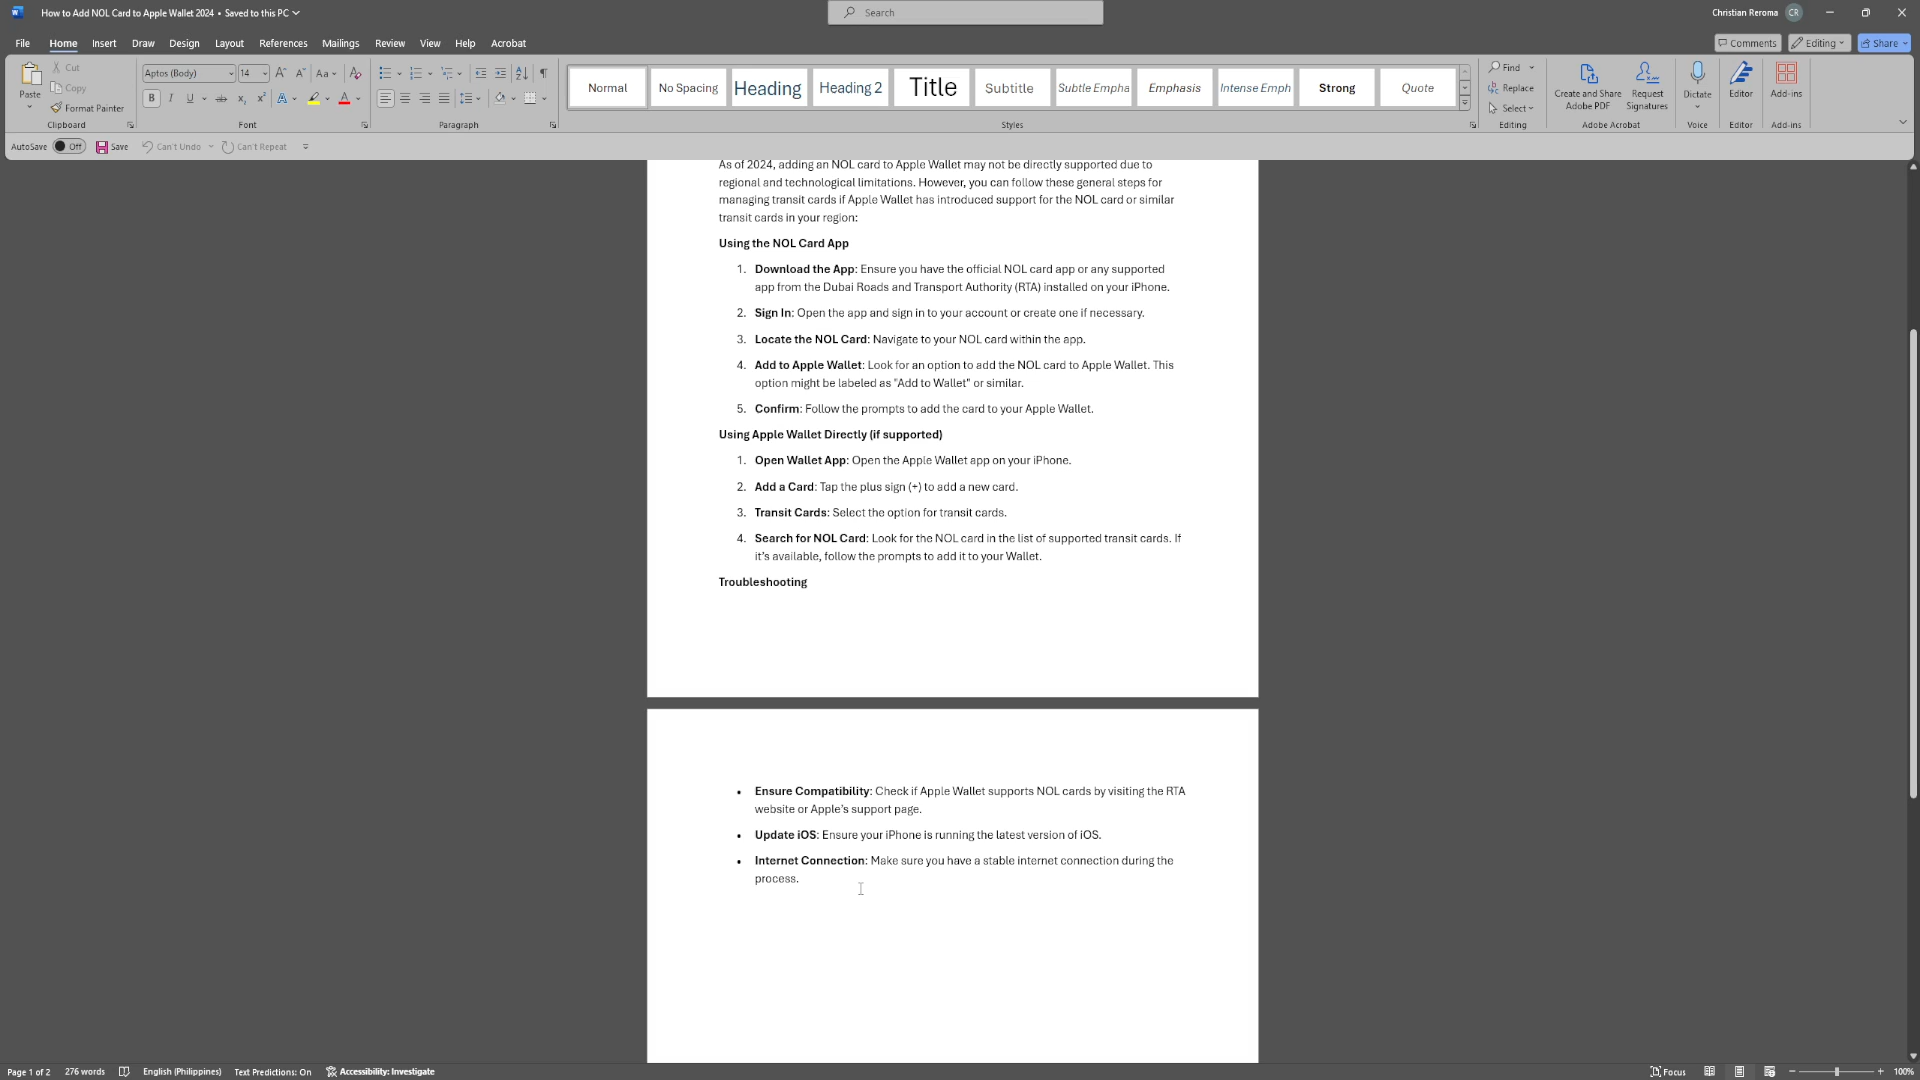 How to Add NOL Card to Apple Wallet 2024 • Saved to this PC
Search
Christian Reroma CR
File Home Insert Draw Design Layout References Mailings Review View Help Acrobat
Comments Editing Share
Paste
Cut
Copy
Format Painter
Clipboard
Aptos (Body) 14
Font
Paragraph
Normal No Spacing Heading Heading 2 Title Subtitle Subtle Empha Emphasis Intense Emph Strong Quote
Styles
Find
Replace
Select
Editing
Create and Share Adobe PDF
Request Signatures
Adobe Acrobat
Dictate
Voice
Editor
Editor
Add-ins
Add-ins
AutoSave Off Save Can't Undo Can't Repeat
As of 2024, adding an NOL card to Apple Wallet may not be directly supported due to
regional and technological limitations. However, you can follow these general steps for
managing transit cards if Apple Wallet has introduced support for the NOL card or similar
transit cards in your region:
Using the NOL Card App
1. Download the App: Ensure you have the official NOL card app or any supported
app from the Dubai Roads and Transport Authority (RTA) installed on your iPhone.
2. Sign In: Open the app and sign in to your account or create one if necessary.
3. Locate the NOL Card: Navigate to your NOL card within the app.
4. Add to Apple Wallet: Look for an option to add the NOL card to Apple Wallet. This
option might be labeled as "Add to Wallet" or similar.
5. Confirm: Follow the prompts to add the card to your Apple Wallet.
Using Apple Wallet Directly (if supported)
1. Open Wallet App: Open the Apple Wallet app on your iPhone.
2. Add a Card: Tap the plus sign (+) to add a new card.
3. Transit Cards: Select the option for transit cards.
4. Search for NOL Card: Look for the NOL card in the list of supported transit cards. If
it's available, follow the prompts to add it to your Wallet.
Troubleshooting
• Ensure Compatibility: Check if Apple Wallet supports NOL cards by visiting the RTA
website or Apple's support page.
• Update iOS: Ensure your iPhone is running the latest version of iOS.
• Internet Connection: Make sure you have a stable internet connection during the
process.
Page 1 of 2 276 words English (Philippines) Text Predictions: On Accessibility: Investigate
Focus 100%